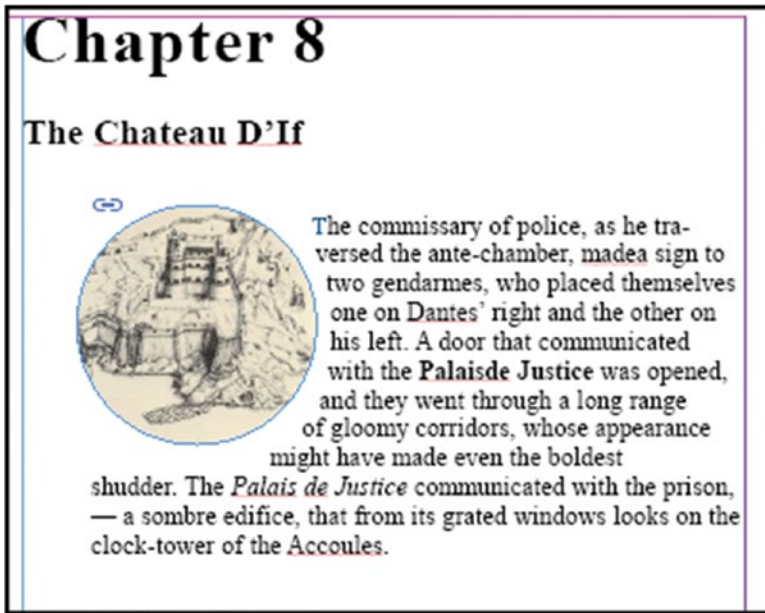 Chapter 8
The Chateau D’If
The commissary of police, as he tra-
versed the ante-chamber, madea sign to
two gendarmes, who placed themselves
one on Dantes’ right and the other on
his left. A door that communicated
with the Palaisde Justice was opened,
and they went through a long range
of gloomy corridors, whose appearance
might have made even the boldest
shudder. The Palais de Justice communicated with the prison,
— a sombre edifice, that from its grated windows looks on the
clock-tower of the Accoules.